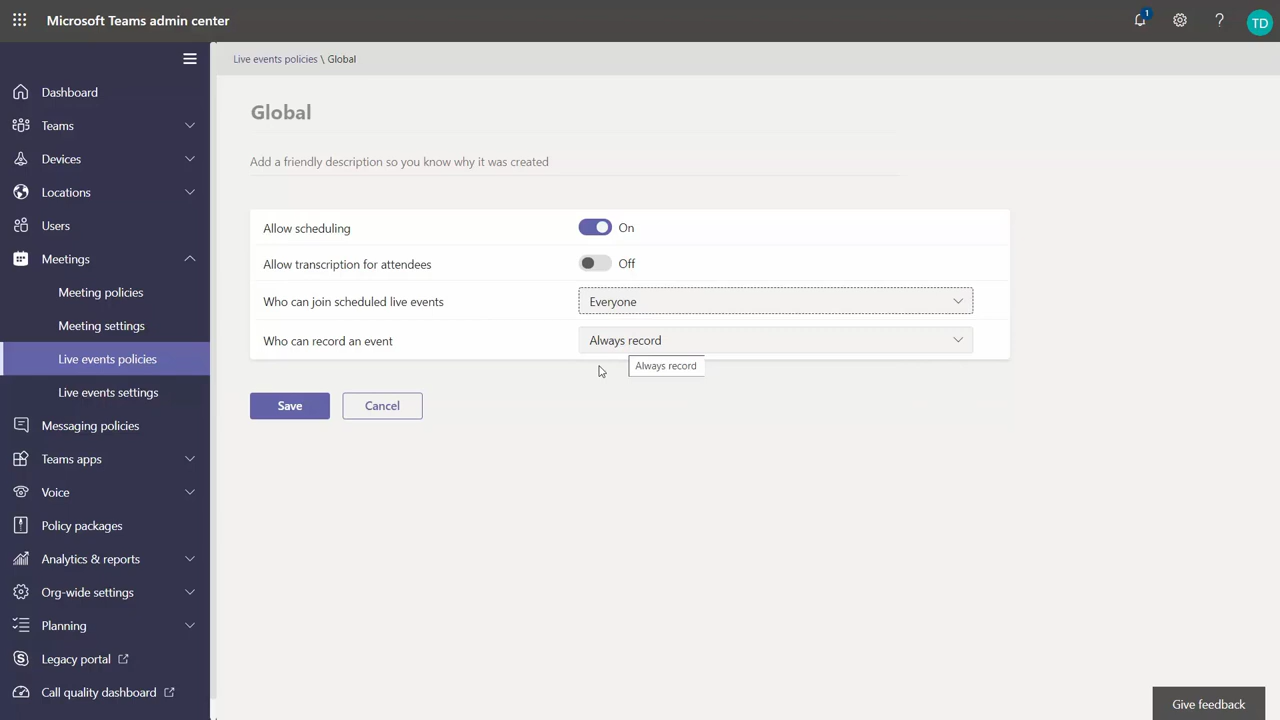 Microsoft Teams admin center
1
TD
Dashboard
Teams
Devices
Locations
Users
Meetings
Meeting policies
Meeting settings
Live events policies
Live events settings
Messaging policies
Teams apps
Voice
Policy packages
Analytics & reports
Org-wide settings
Planning
Legacy portal
Call quality dashboard
Live events policies \ Global
Global
Add a friendly description so you know why it was created
Allow scheduling On
Allow transcription for attendees Off
Who can join scheduled live events Everyone
Who can record an event Always record
Always record
Save Cancel
Give feedback